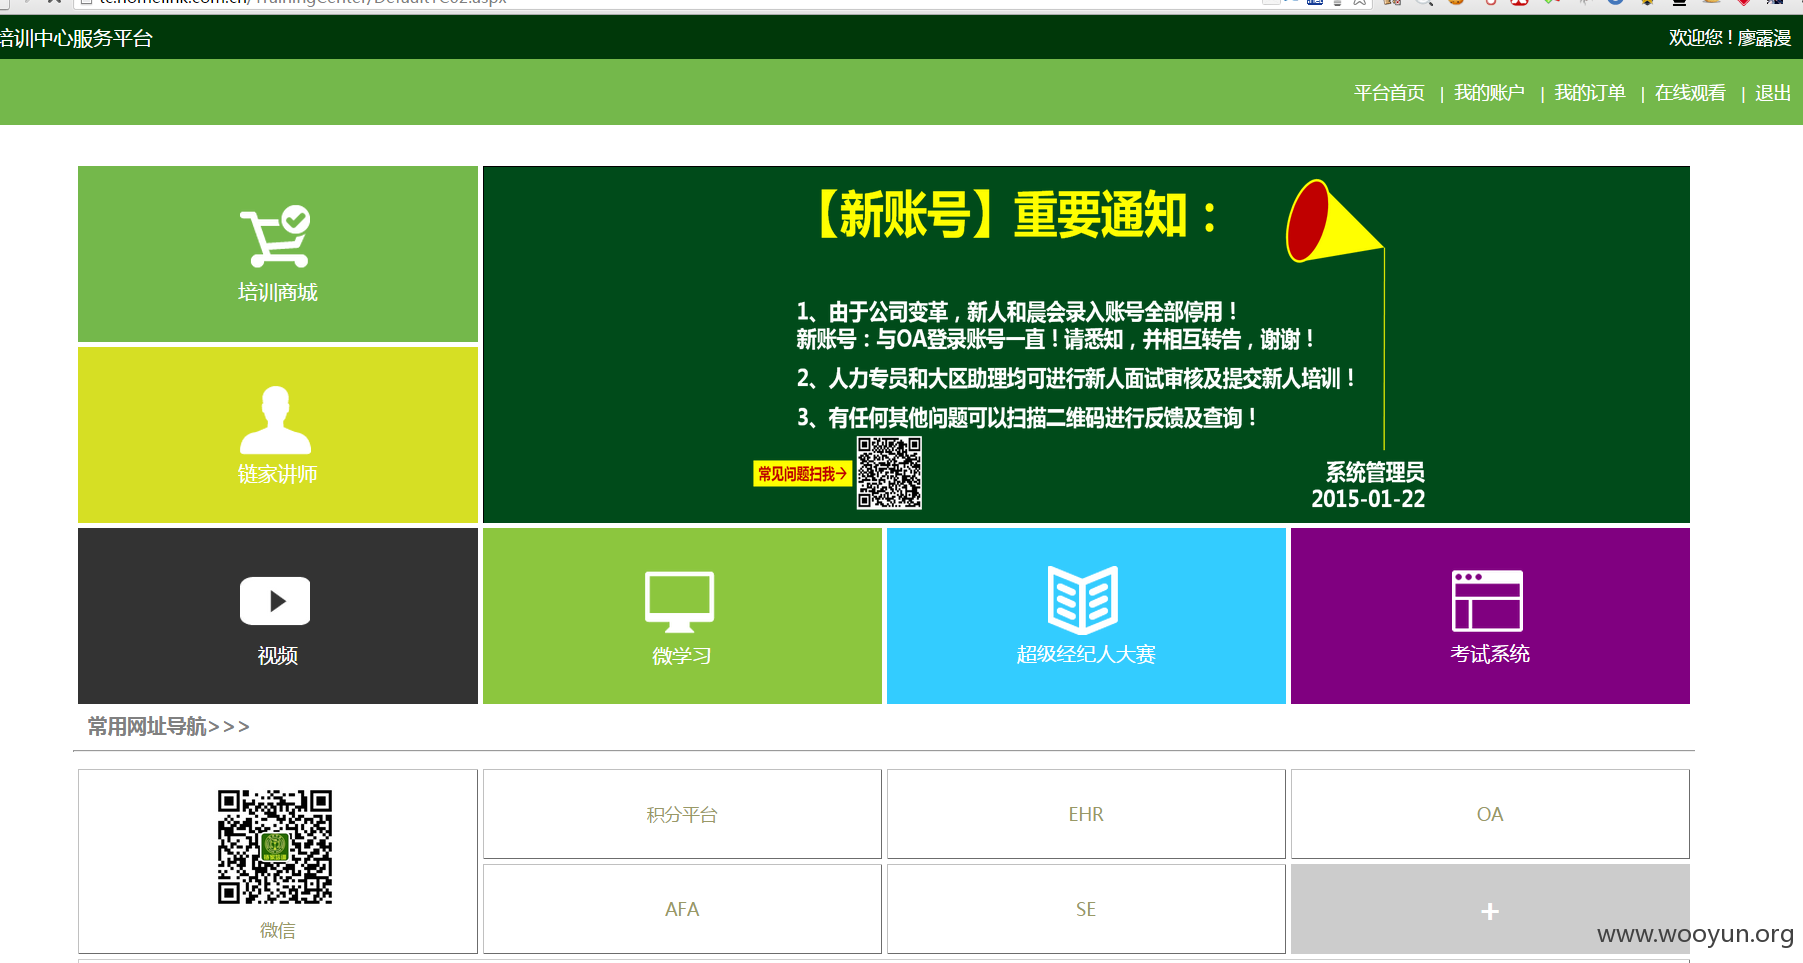 tc.homelink.com.cn/TrainingCenter/DefaultTC02.aspx
培训中心服务平台
欢迎您！廖露漫
平台首页 | 我的账户 | 我的订单 | 在线观看 | 退出
培训商城
【新账号】重要通知：
1、由于公司变革，新人和晨会录入账号全部停用！
新账号：与OA登录账号一直！请悉知，并相互转告，谢谢！
2、人力专员和大区助理均可进行新人面试审核及提交新人培训！
3、有任何其他问题可以扫描二维码进行反馈及查询！
常见问题扫我→
系统管理员
2015-01-22
链家讲师
视频
微学习
超级经纪人大赛
考试系统
常用网址导航>>>
微信
积分平台
EHR
OA
AFA
SE
+
www.wooyun.org